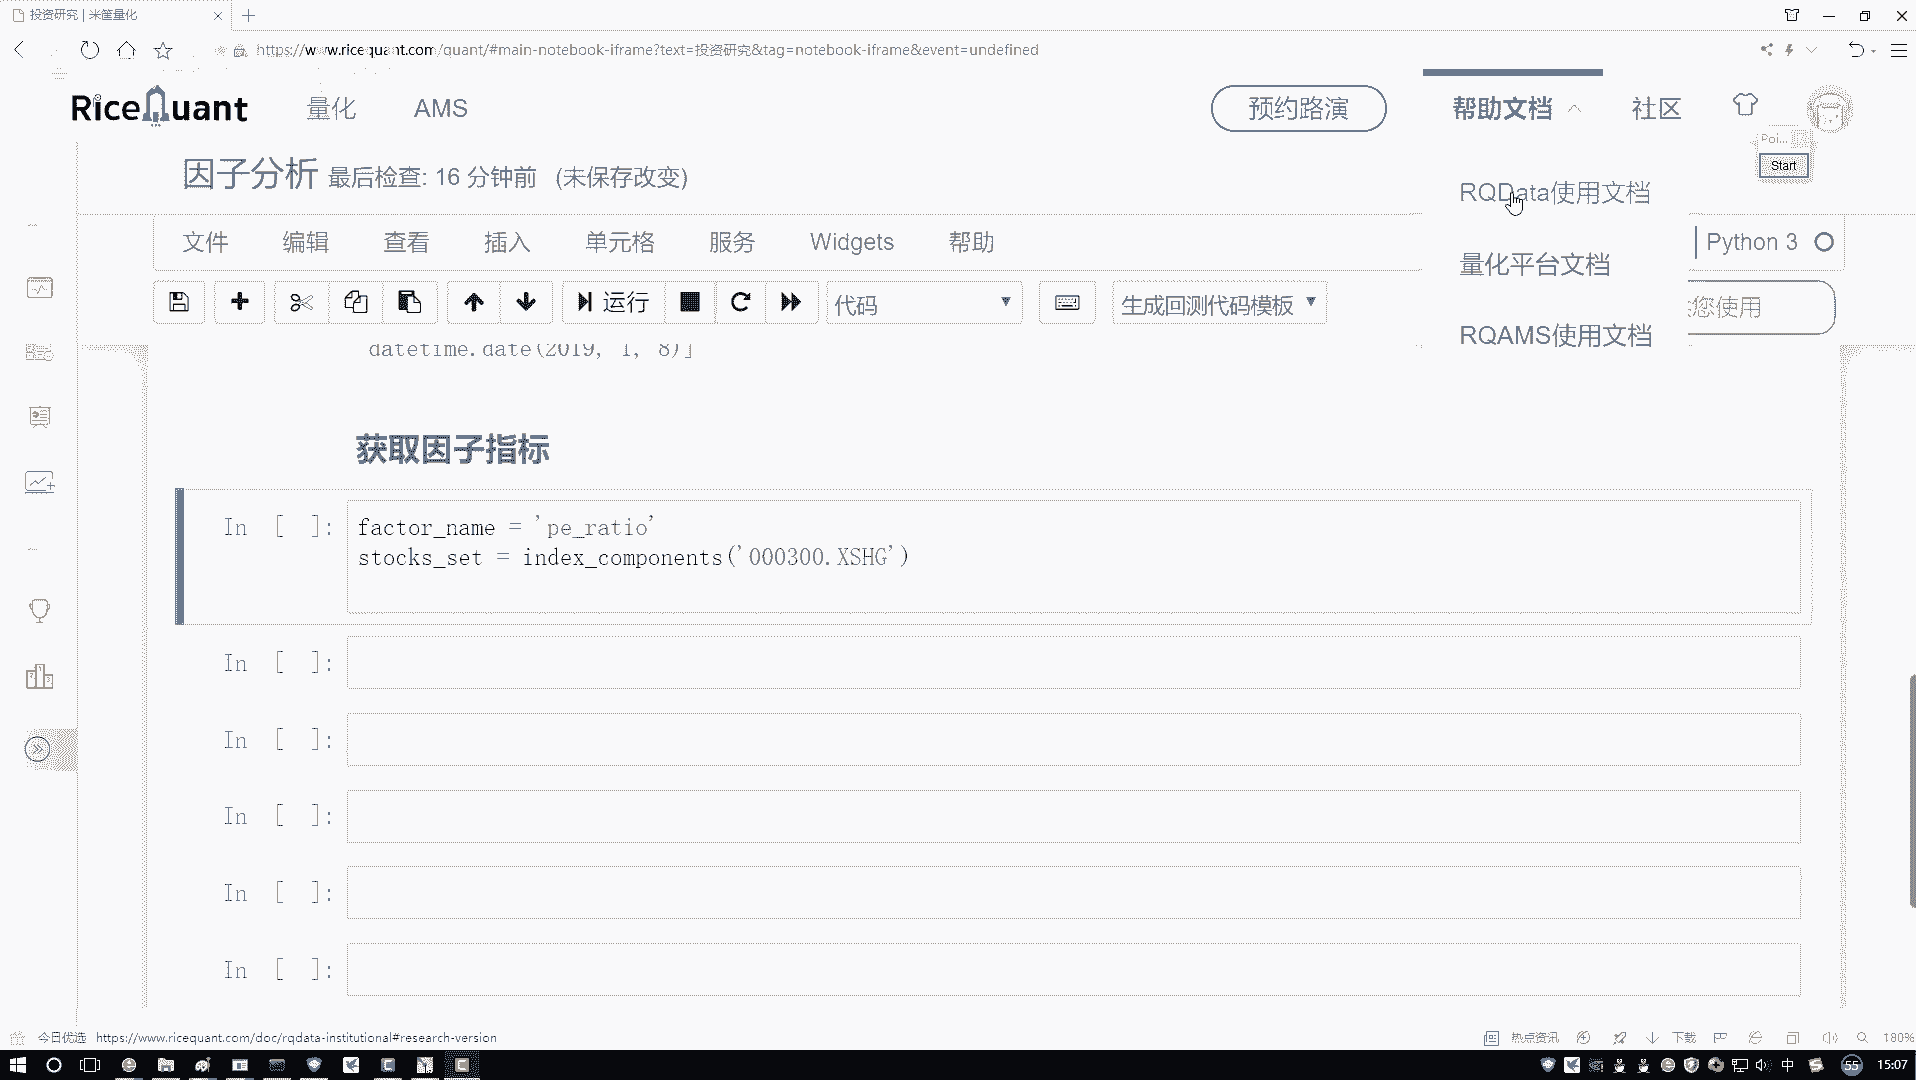 投资研究 | 米筐量化
https://www.ricequant.com/quant/#main-notebook-iframe?text=投资研究&tag=notebook-iframe&event=undefined
RiceQuant
量化
AMS
预约路演
帮助文档
社区
Poi...
Start
因子分析 最后检查: 16 分钟前 (未保存改变)
RQData使用文档
量化平台文档
RQAMS使用文档
文件
编辑
查看
插入
单元格
服务
Widgets
帮助
Python 3
运行
代码
生成回测代码模板
您使用
datetime.date(2019, 1, 8)]
获取因子指标
In [ ]:
factor_name = 'pe_ratio'
stocks_set = index_components('000300.XSHG')
In [ ]:
In [ ]:
In [ ]:
In [ ]:
In [ ]:
今日优选
https://www.ricequant.com/doc/rqdata-institutional#research-version
热点资讯
下载
180%
中
55
15:07